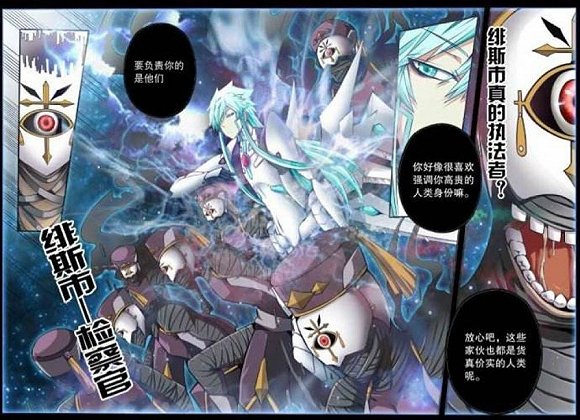 绯斯市真的执法者？
你好像很喜欢
强调你高贵的
人类身份嘛。
放心吧，这些
家伙也都是货
真价实的人类
呢。
要负责你的
是他们
绯斯市—检察官